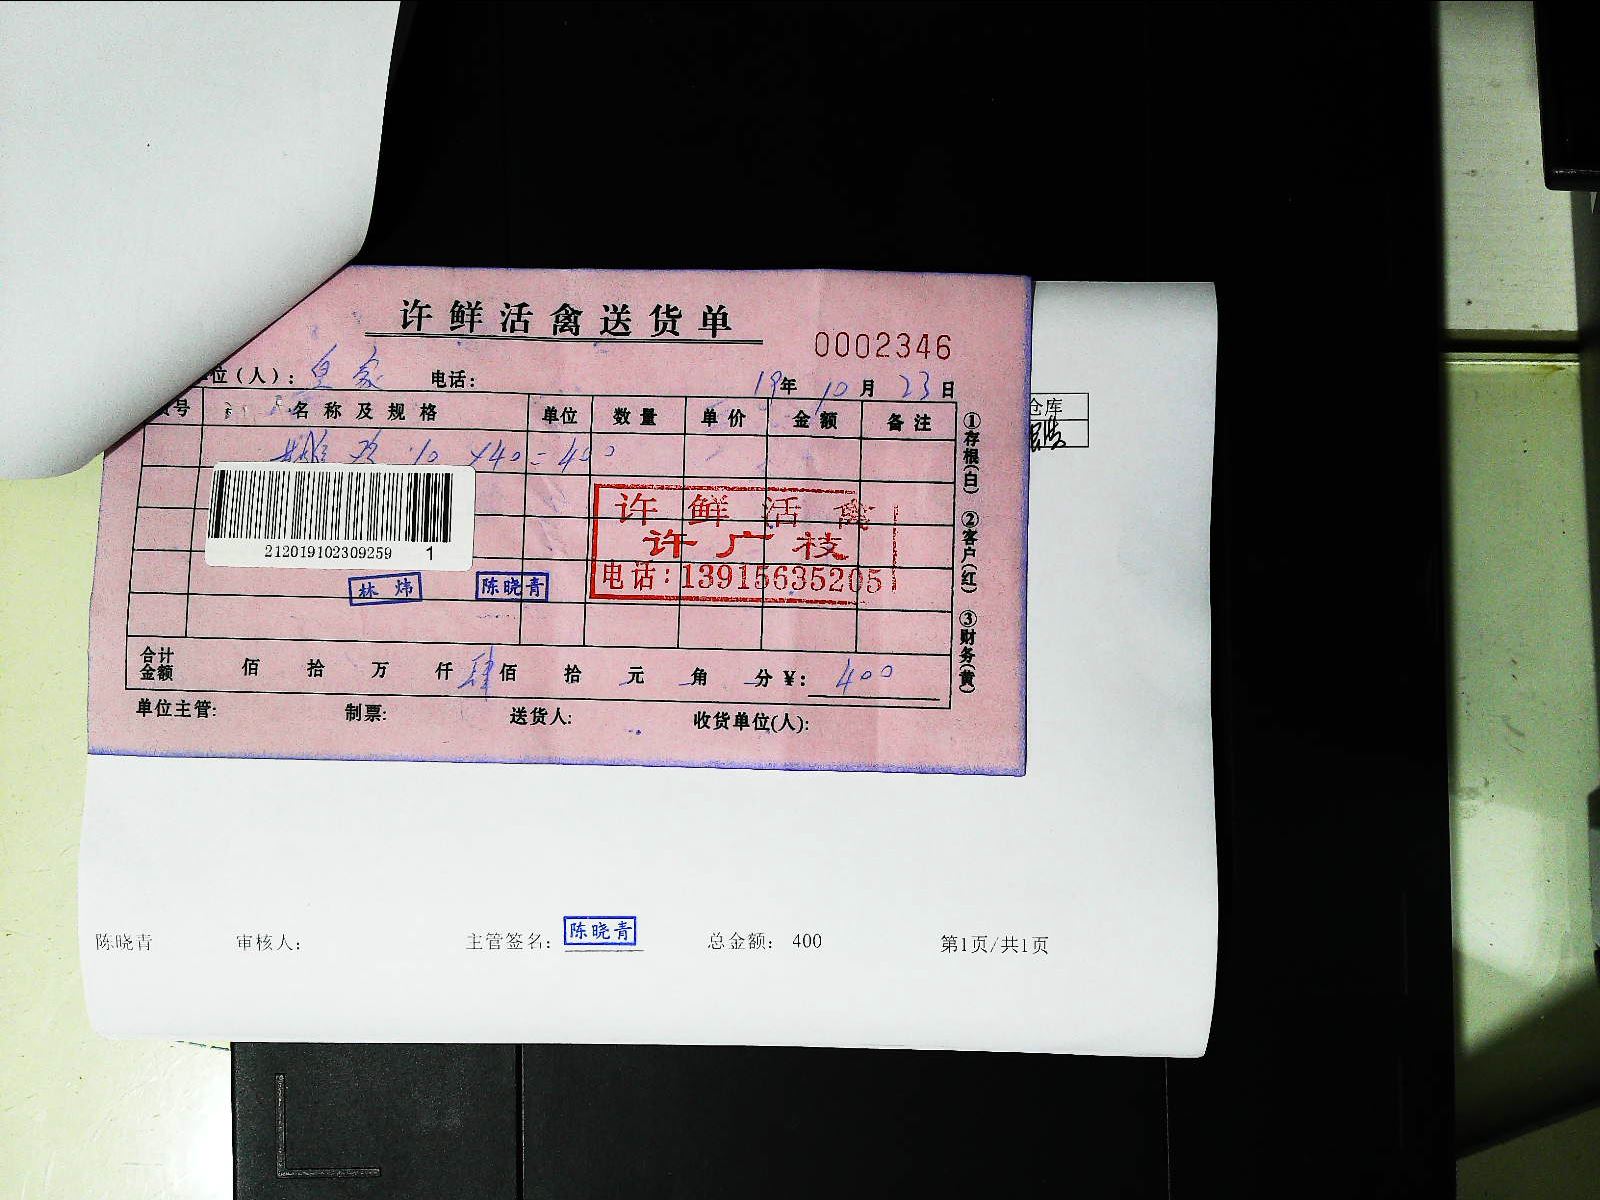 许鲜活禽送货单
0002346
位(人): 皇家 电话: 19年 10月 23日
号 名称及规格 单位 数量 单价 金额 备注
10 ×40=400
212019102309259 1
许鲜活禽
许广枝
电话:13915635205
林炜 陈晓青
合计金额 佰 拾 万 仟 肆佰 拾 元 角 分 ¥: 400
单位主管: 制票: 送货人: 收货单位(人):
①存根(白) ②客户(红) ③财务(黄)
仓库
陈晓青 审核人: 主管签名: 陈晓青 总金额: 400 第1页/共1页